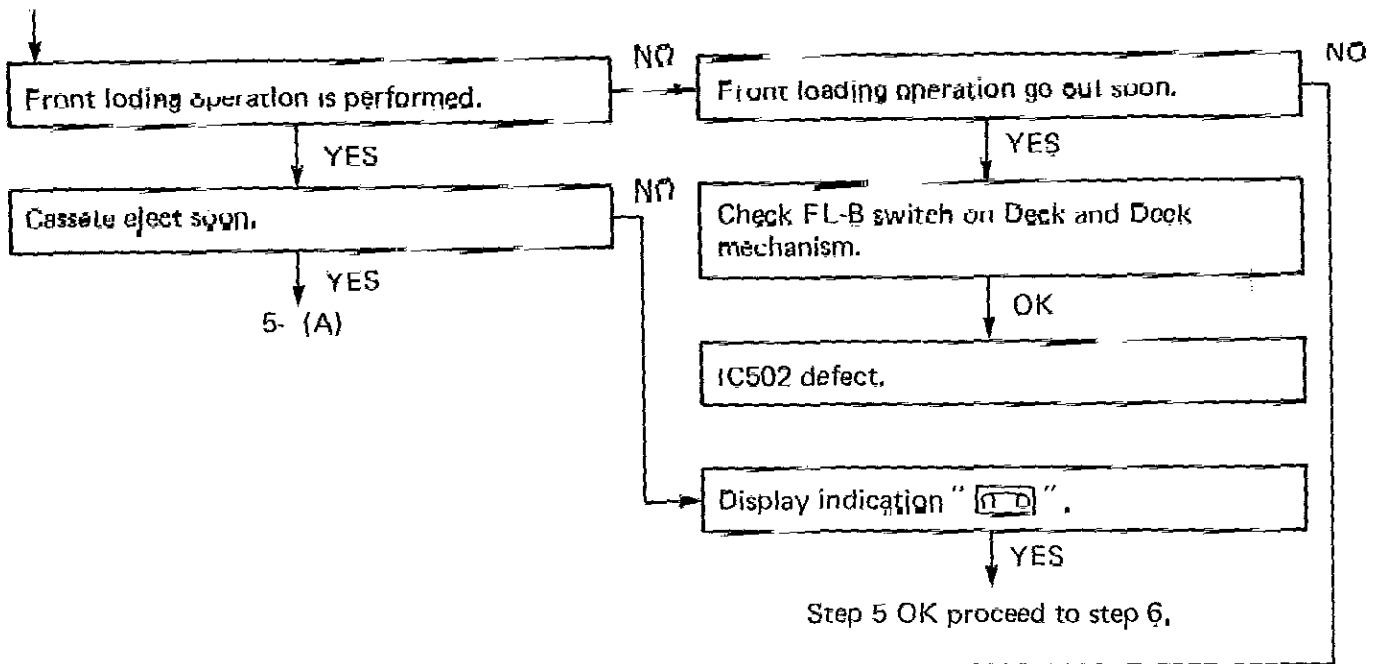 NO
NO
Front loding operation is performed.
Front loading operation go out soon.
YES
YES
NO
Cassete eject soon.
Check FL-B switch on Deck and Deck
mechanism.
YES
OK
5- (A)
IC502 defect.
Display indication " ".
YES
Step 5 OK proceed to step 6.